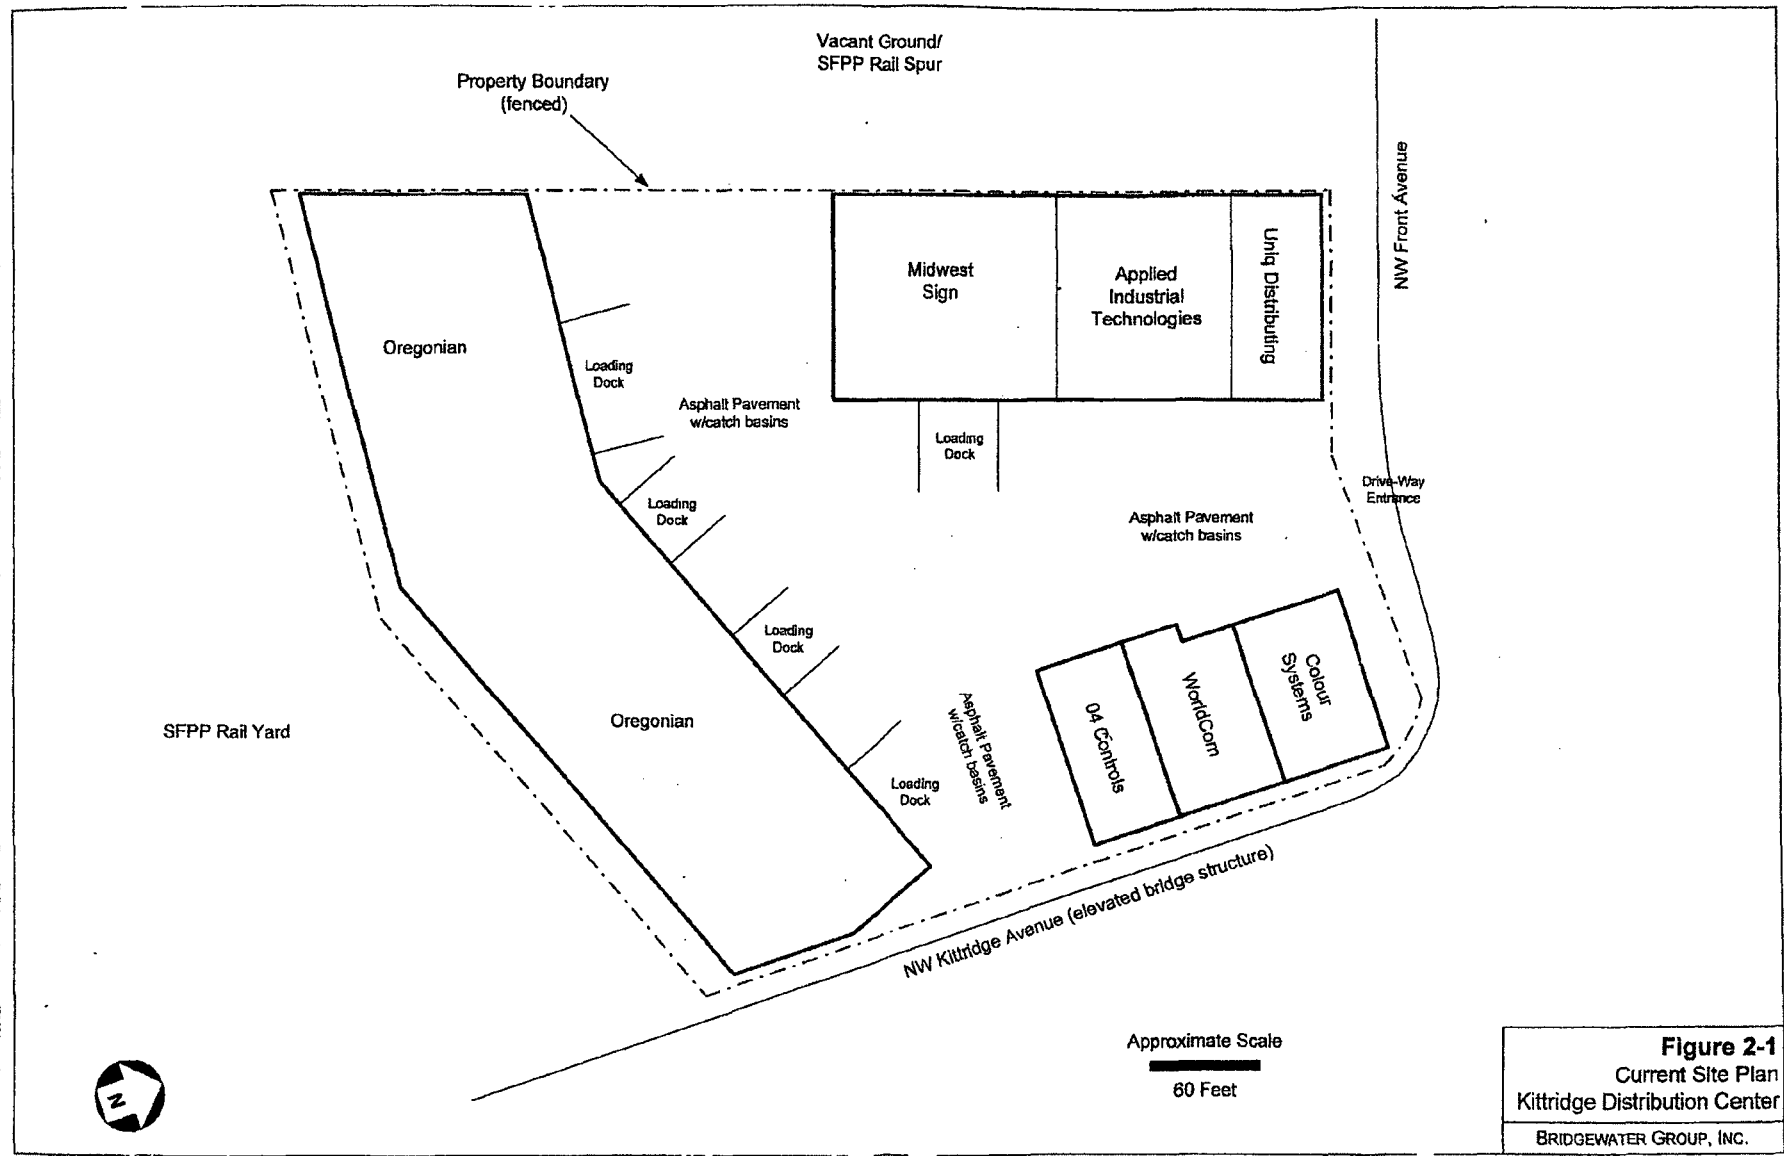 Vacant Ground/
SFPP Rail Spur
Property Boundary
(fenced)
NW Front Avenue
Midwest
Sign
Applied
Industrial
Technologies
Uniq Distributing
Oregonian
Loading
Dock
Asphalt Pavement
w/catch basins
Loading
Dock
Loading
Dock
Drive-Way
Entrance
Asphalt Pavement
w/catch basins
Loading
Dock
Colour
Systems
WorldCom
04 Controls
Asphalt Pavement
w/catch basins
Oregonian
SFPP Rail Yard
Loading
Dock
NW Kittridge Avenue (elevated bridge structure)
Approximate Scale
60 Feet
N
Figure 2-1
Current Site Plan
Kittridge Distribution Center
BRIDGEWATER GROUP, INC.